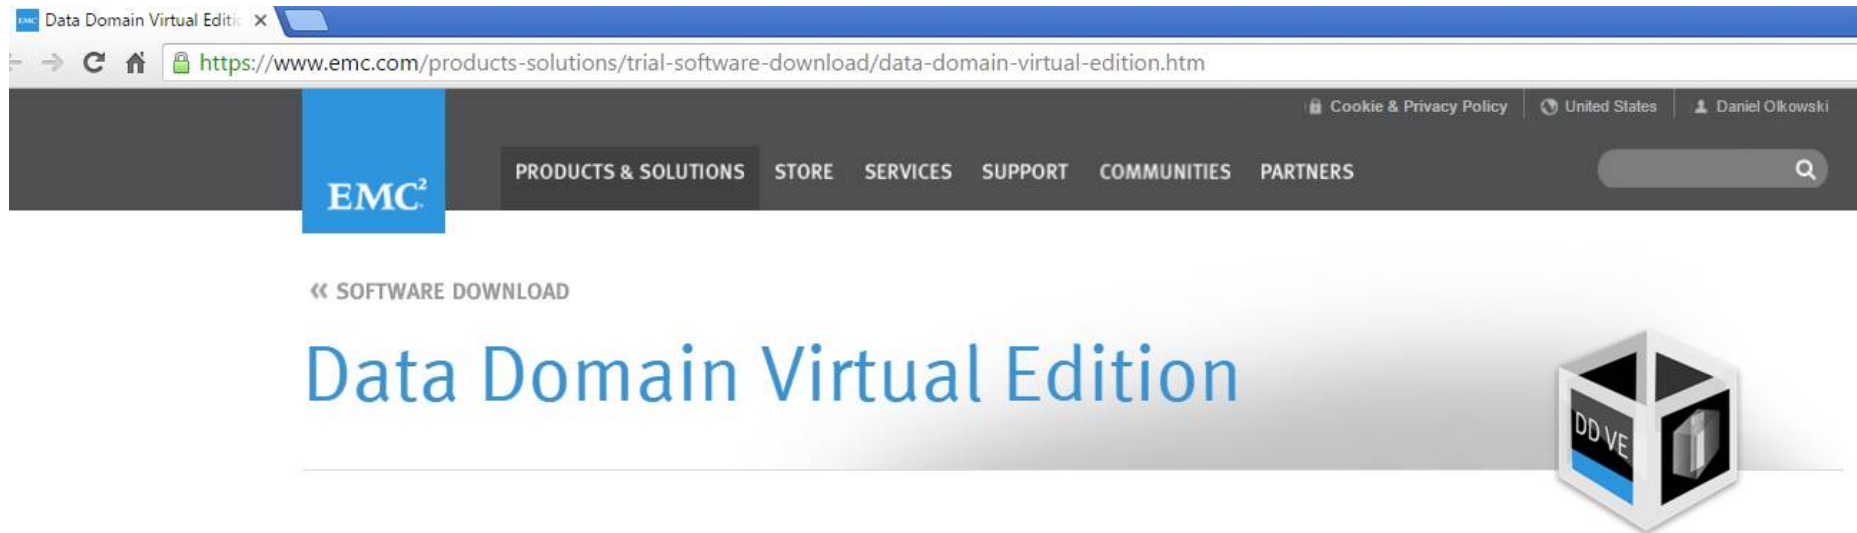 EMC Data Domain Virtual Editic
https://www.emc.com/products-solutions/trial-software-download/data-domain-virtual-edition.htm
Cookie & Privacy Policy United States Daniel Olkowski
EMC² PRODUCTS & SOLUTIONS STORE SERVICES SUPPORT COMMUNITIES PARTNERS
« SOFTWARE DOWNLOAD
Data Domain Virtual Edition
DD VE